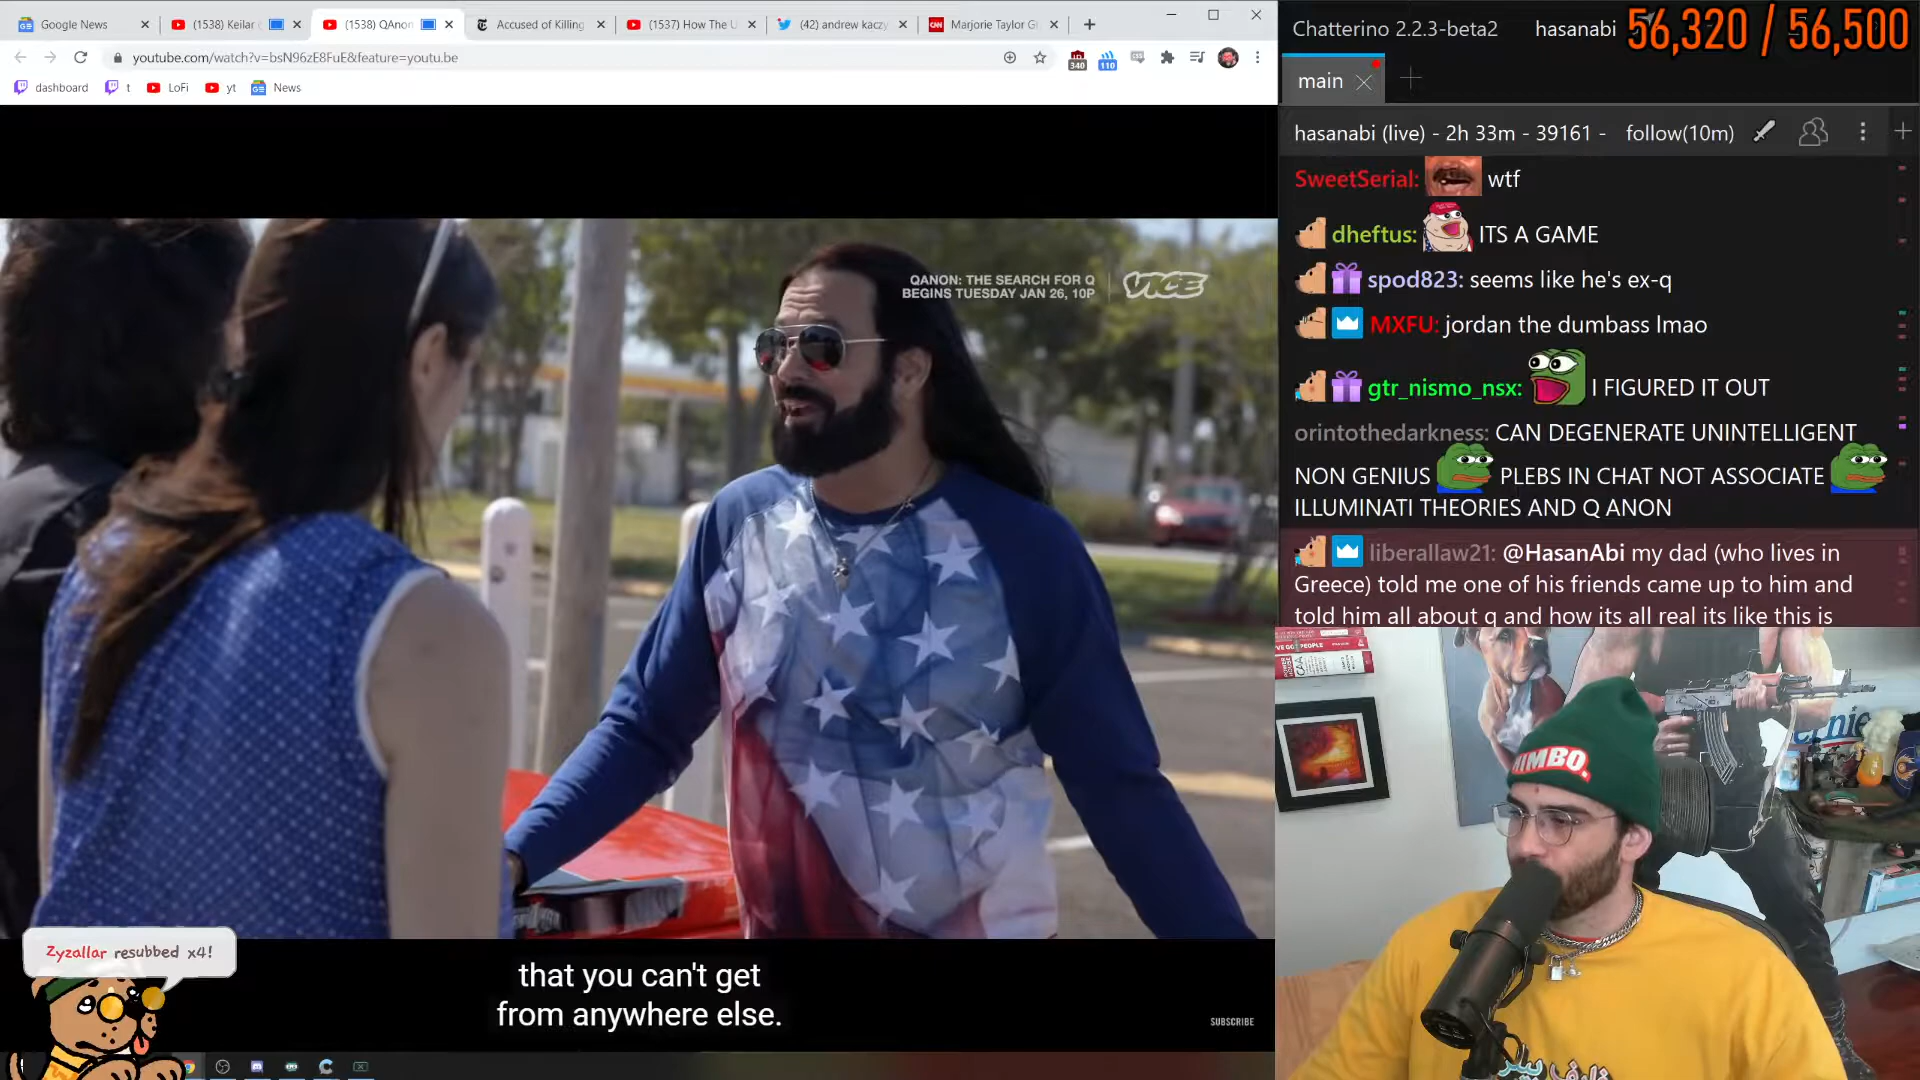 Google News
(1538) Keilar
(1538) QAnon
Accused of Killing
(1537) How The U
(42) andrew kacz
Marjorie Taylor Gr
youtube.com/watch?v=bsN96zE8FuE&feature=youtu.be
340
110
dashboard
t
LoFi
yt
News
QANON: THE SEARCH FOR Q
BEGINS TUESDAY JAN 26, 10P
VICE
Zyzallar resubbed x4!
that you can't get
from anywhere else.
SUBSCRIBE
Chatterino 2.2.3-beta2
hasanabi
56,320 / 56,500
main
hasanabi (live) - 2h 33m - 39161 - follow(10m)
SweetSerial: wtf
dheftus: ITS A GAME
spod823: seems like he's ex-q
MXFU: jordan the dumbass lmao
gtr_nismo_nsx: I FIGURED IT OUT
orintothedarkness: CAN DEGENERATE UNINTELLIGENT
NON GENIUS PLEBS IN CHAT NOT ASSOCIATE
ILLUMINATI THEORIES AND Q ANON
liberallaw21: @HasanAbi my dad (who lives in
Greece) told me one of his friends came up to him and
told him all about q and how its all real its like this is
HIMBO.